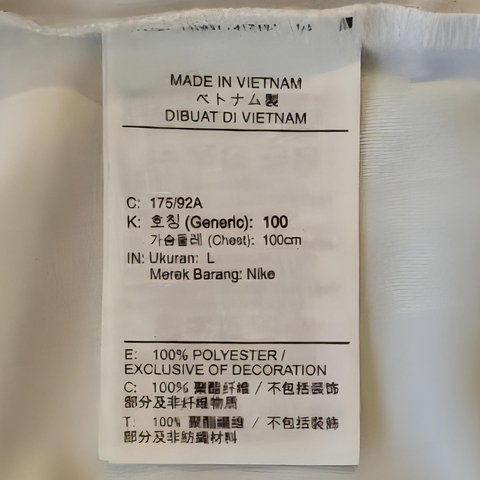 MADE IN VIETNAM
ベトナム製
DIBUAT DI VIETNAM
C: 175/92A
K: 호칭 (Generic): 100
가슴둘레 (Chest): 100cm
IN: Ukuran: L
Merek Barang: Nike
E: 100% POLYESTER /
EXCLUSIVE OF DECORATION
C: 100% 聚酯纤维 / 不包括装饰
部分及非纤维物质
T: 100% 聚酯纖維 / 不包括裝飾
部分及非紡織材料